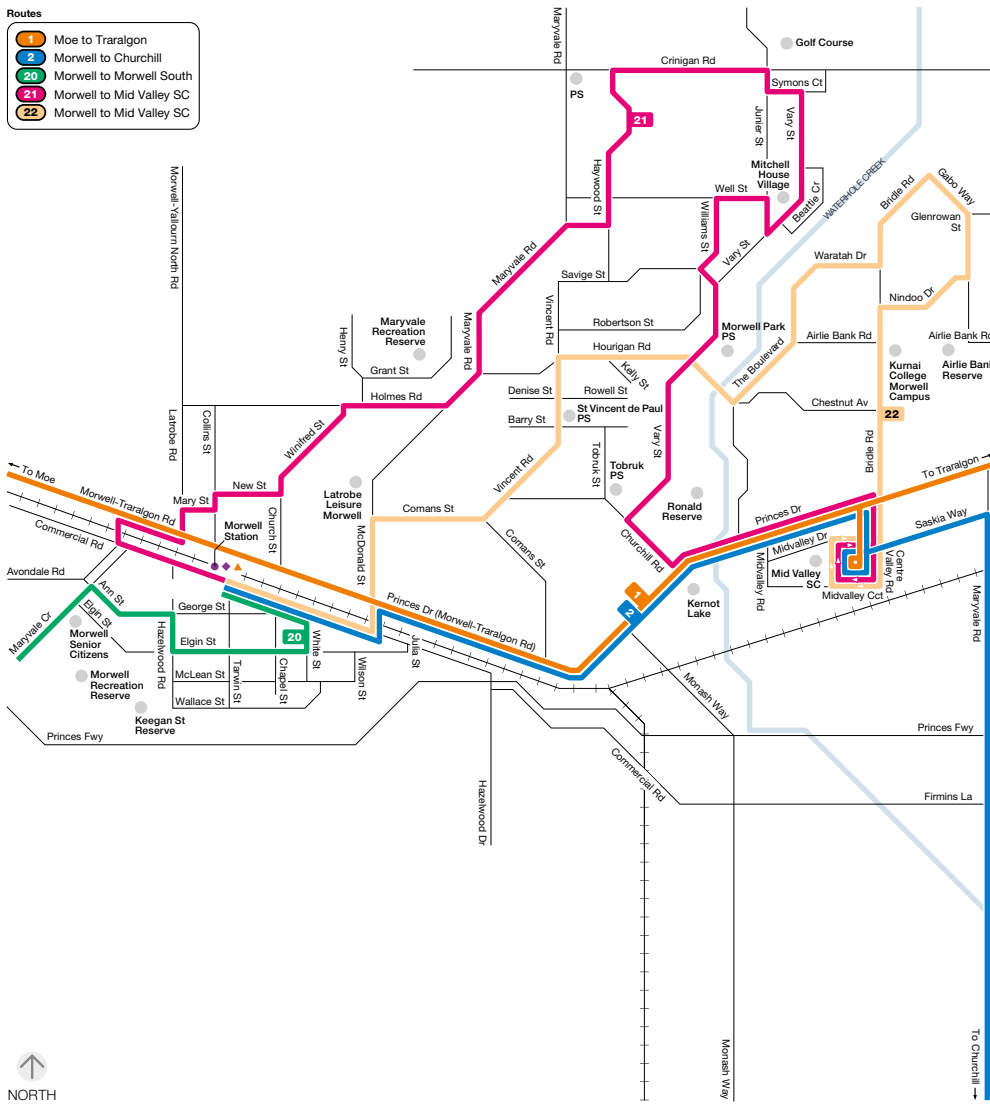 Routes
1 Moe to Traralgon
2 Morwell to Churchill
20 Morwell to Morwell South
21 Morwell to Mid Valley SC
22 Morwell to Mid Valley SC
Maryvale Rd
Golf Course
Crinigan Rd
PS
Symons Ct
21
Junier St
Vary St
Mitchell
House
Village
Morwell-Yallourn North Rd
Haywood St
Well St
Beattie Cr
WATERHOLE CREEK
Bridle Rd
Gabo Way
Glenrowan
St
Williams St
Vary St
Maryvale Rd
Waratah Dr
Savige St
Nindoo Dr
Vincent Rd
Robertson St
Maryvale
Recreation
Reserve
Henry St
Maryvale Rd
Morwell Park
PS
Airlie Bank Rd
Airlie Bank Rd
Hourigan Rd
The Boulevard
Kurnai
College
Morwell
Campus
Airlie Bank
Reserve
Grant St
Kelly St
Denise St
Rowell St
Holmes Rd
Chestnut Av
22
St Vincent de Paul
PS
Barry St
Latrobe Rd
Collins St
Winifred St
Vary St
Bridle Rd
Tobruk St
Tobruk
PS
Vincent Rd
To Moe
To Traralgon
Morwell-Traralgon Rd
New St
Mary St
Latrobe
Leisure
Morwell
Ronald
Reserve
Comans St
Princes Dr
Saskia Way
Commercial Rd
Morwell
Station
Church St
McDonald St
Comans St
Churchill Rd
Midvalley Dr
Mid Valley
SC
Midvalley Rd
Centre
Valley Rd
Midvalley Cct
Avondale Rd
Ann St
Elgin St
George St
Princes Dr (Morwell-Traralgon Rd)
1
2
Kernot
Lake
Maryvale Rd
Maryvale Cr
Morwell
Senior
Citizens
Hazelwood Rd
Elgin St
20
White St
Julia St
McLean St
Tarwin St
Chapel St
Wilson St
Morwell
Recreation
Reserve
Wallace St
Keegan St
Reserve
Monash Way
Princes Fwy
Princes Fwy
Commercial Rd
Hazelwood Dr
Firmins La
Monash Way
To Churchill
NORTH